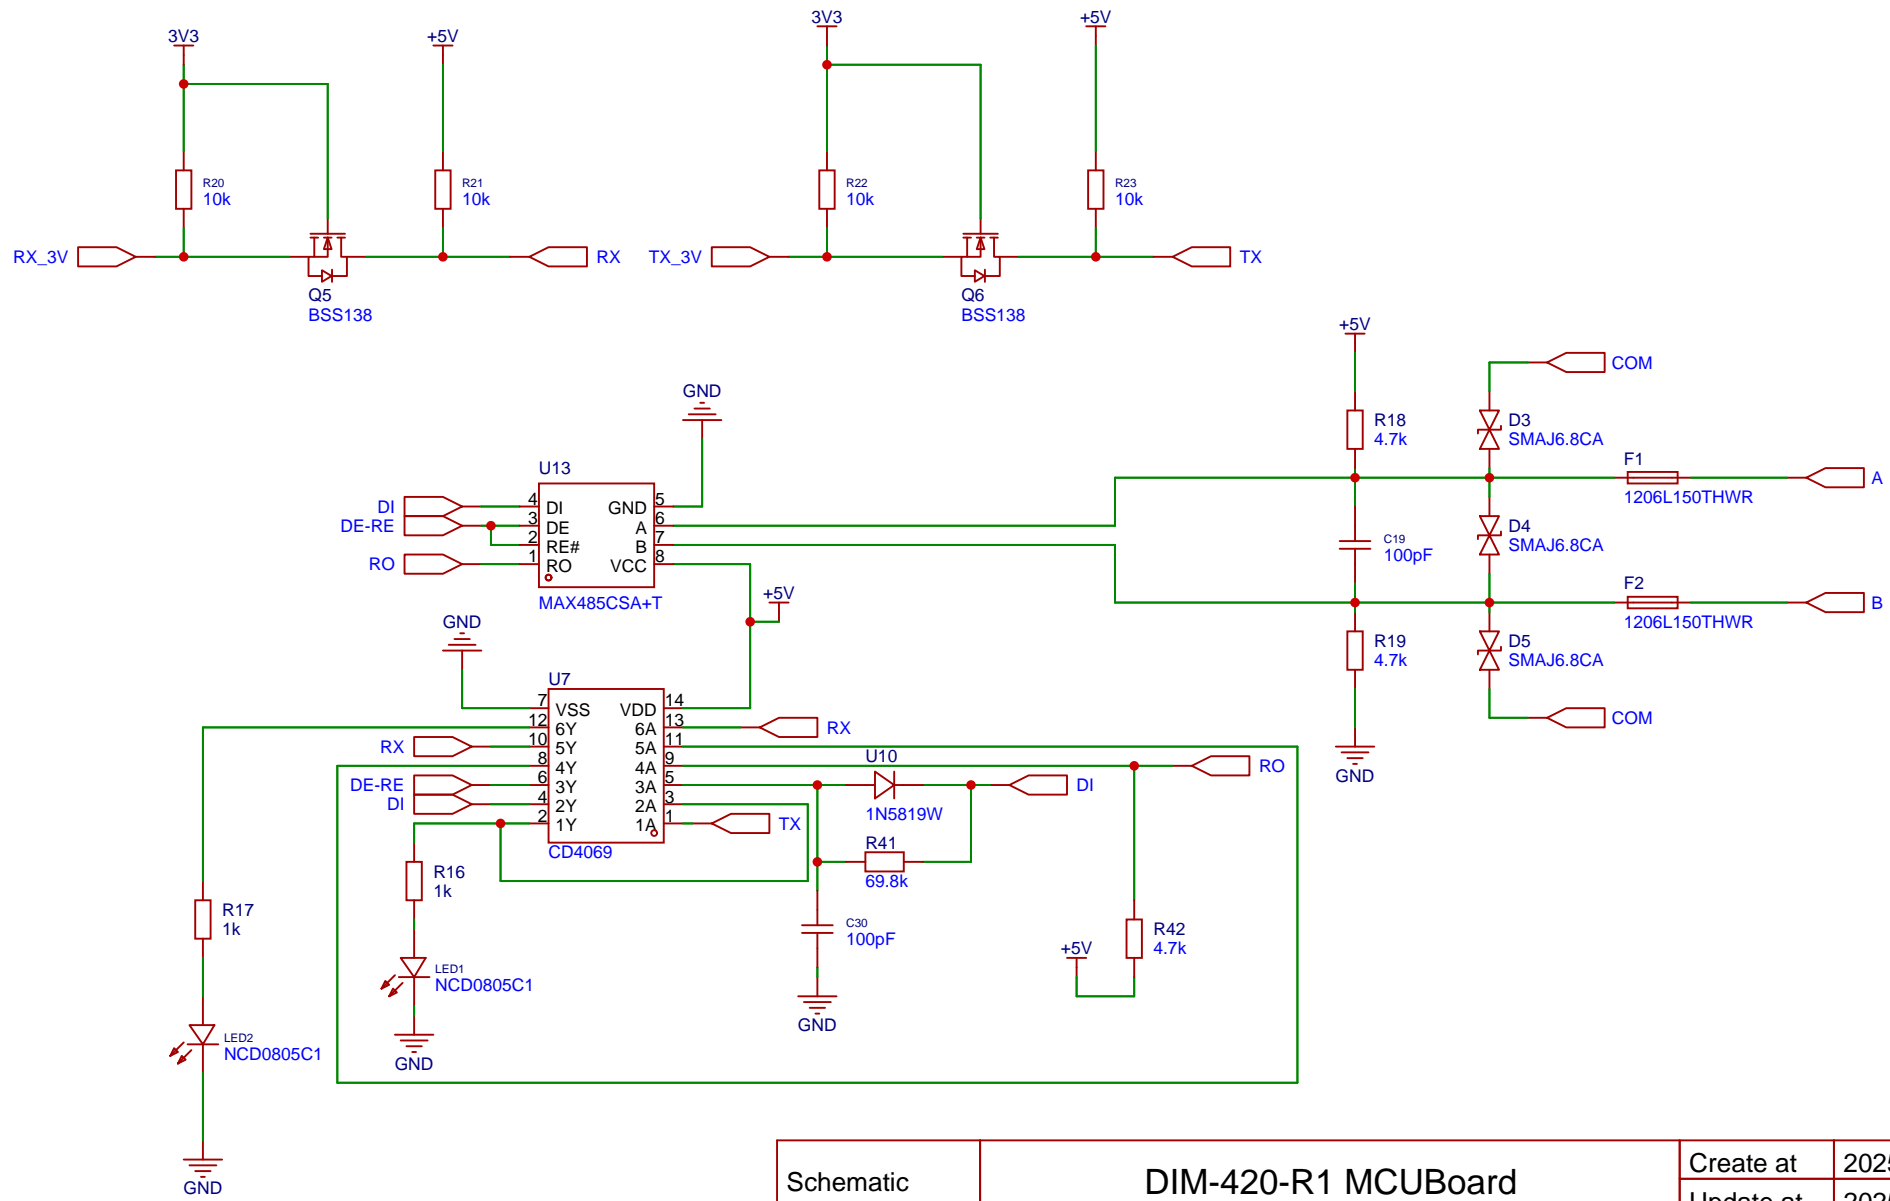 3V3
+5V
R20
10k
R21
10k
RX_3V
RX
Q5
BSS138
3V3
+5V
R22
10k
R23
10k
TX_3V
TX
Q6
BSS138
+5V
COM
R18
4.7k
D3
SMAJ6.8CA
F1
1206L150THWR
A
C19
100pF
D4
SMAJ6.8CA
F2
1206L150THWR
B
R19
4.7k
D5
SMAJ6.8CA
COM
GND
GND
U13
DI
DE-RE
RO
4 DI GND 5
3 DE A 6
2 RE# B 7
1 RO VCC 8
MAX485CSA+T
+5V
GND
U7
7 VSS VDD 14
12 6Y 6A 13
10 5Y 5A 11
8 4Y 4A 9
6 3Y 3A 5
4 2Y 2A 3
2 1Y 1A 1
CD4069
RX
DE-RE
DI
RX
U10
1N5819W
RO
DI
TX
R41
69.8k
R16
1k
R17
1k
C30
100pF
GND
R42
4.7k
+5V
LED1
NCD0805C1
GND
LED2
NCD0805C1
GND
Schematic
DIM-420-R1 MCUBoard
Create at
Update at